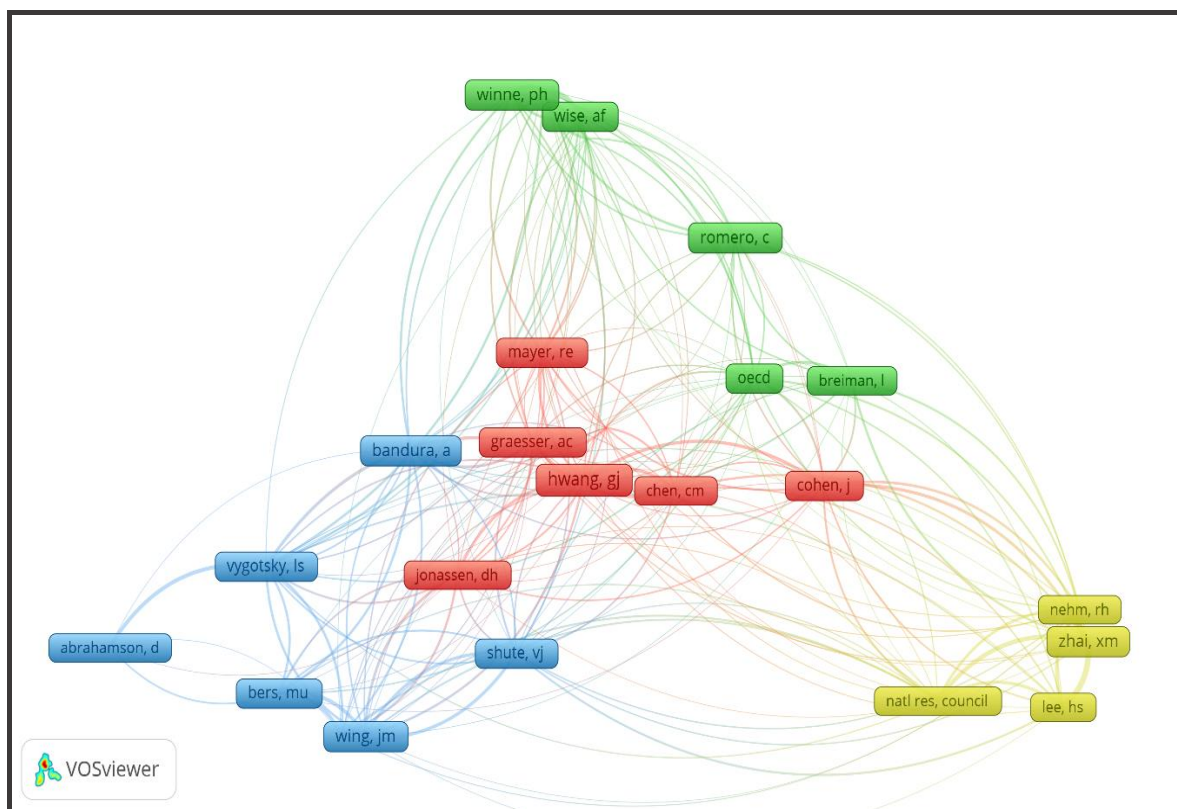 winne, ph
wise, af
romero, c
mayer, re
oecd
breiman, l
bandura, a
graesser, ac
hwang, gj
chen, cm
cohen, j
vygotsky, ls
jonassen, dh
nehm, rh
zhai, xm
abrahamson, d
shute, vj
bers, mu
natl res, council
lee, hs
wing, jm
VOSviewer